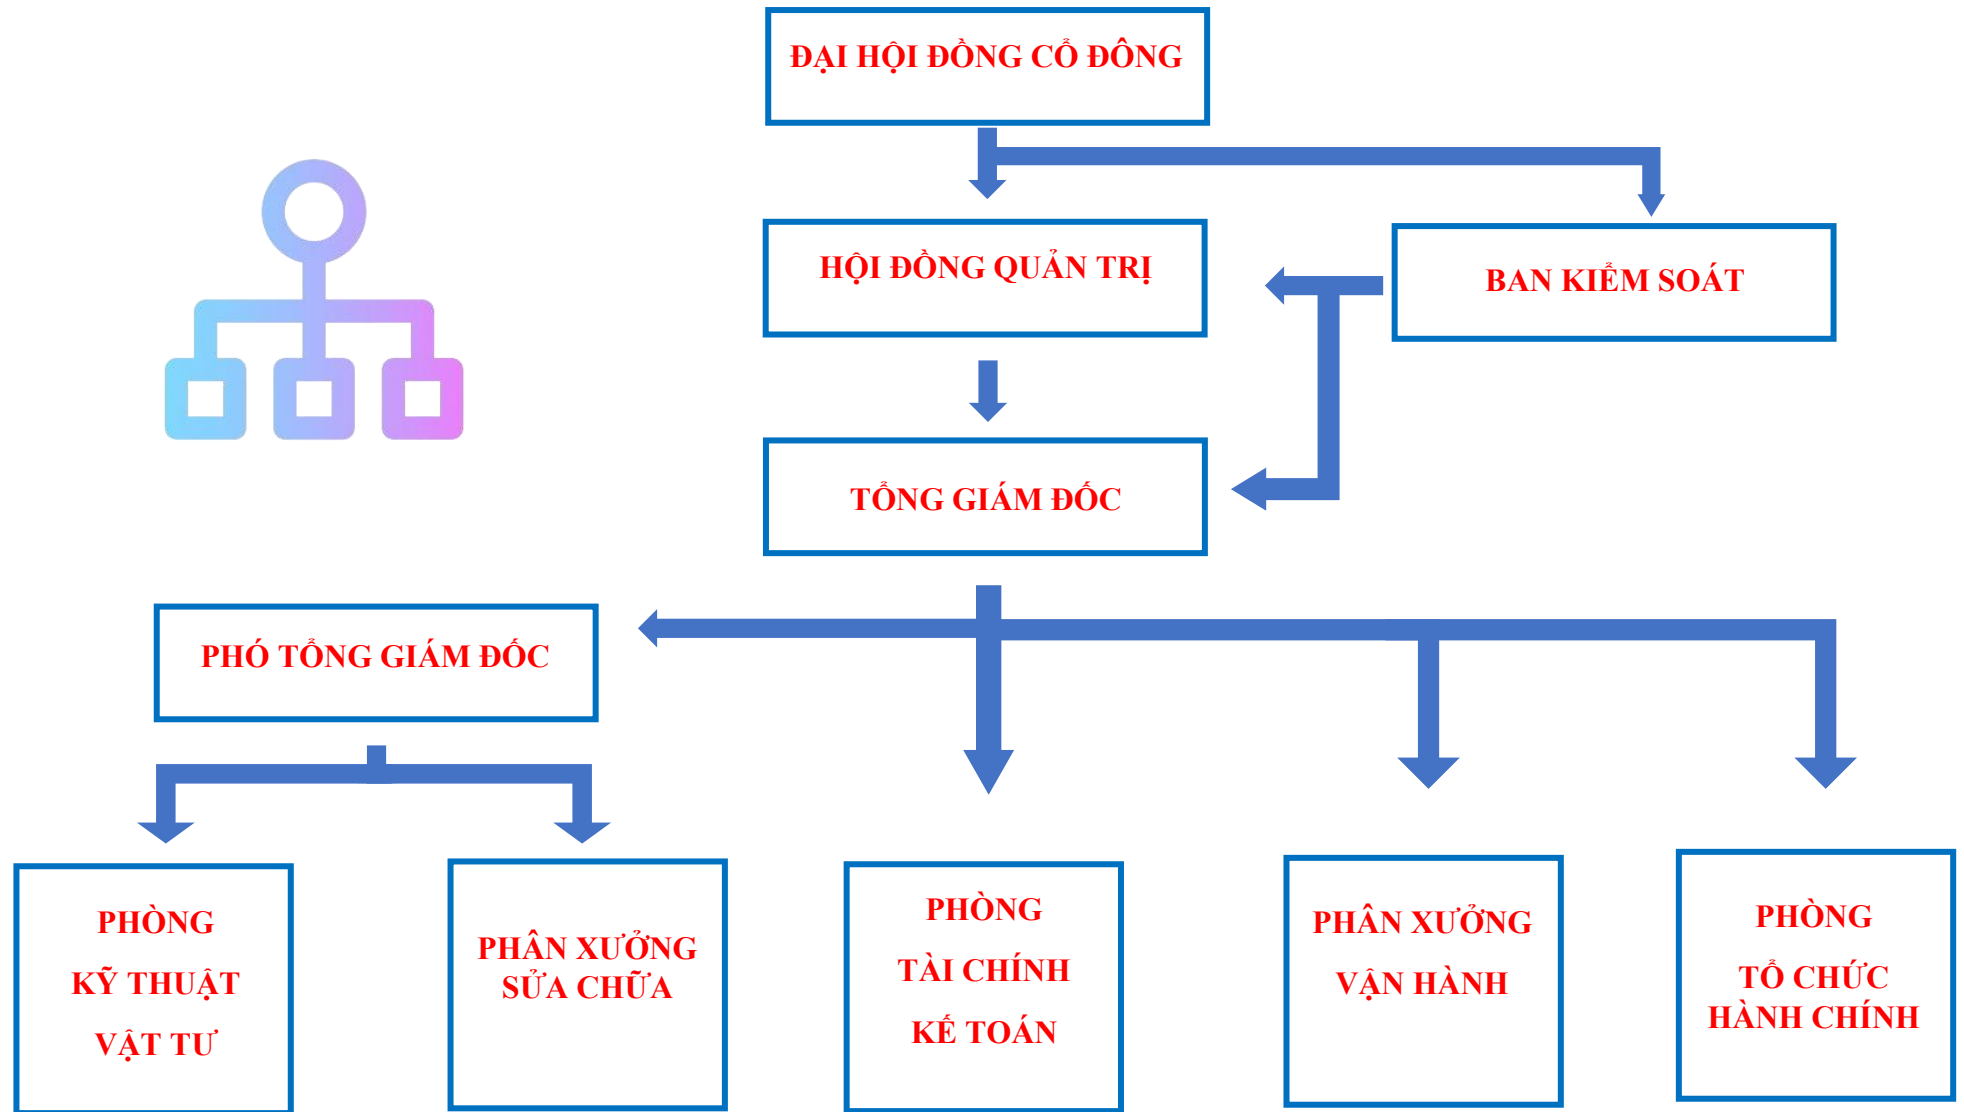 ĐẠI HỘI ĐỒNG CỔ ĐÔNG
HỘI ĐỒNG QUẢN TRỊ
BAN KIỂM SOÁT
TỔNG GIÁM ĐỐC
PHÓ TỔNG GIÁM ĐỐC
PHÒNG
KỸ THUẬT
VẬT TƯ
PHÂN XƯỞNG
SỬA CHỮA
PHÒNG
TÀI CHÍNH
KẾ TOÁN
PHÂN XƯỞNG
VẬN HÀNH
PHÒNG
TỔ CHỨC
HÀNH CHÍNH